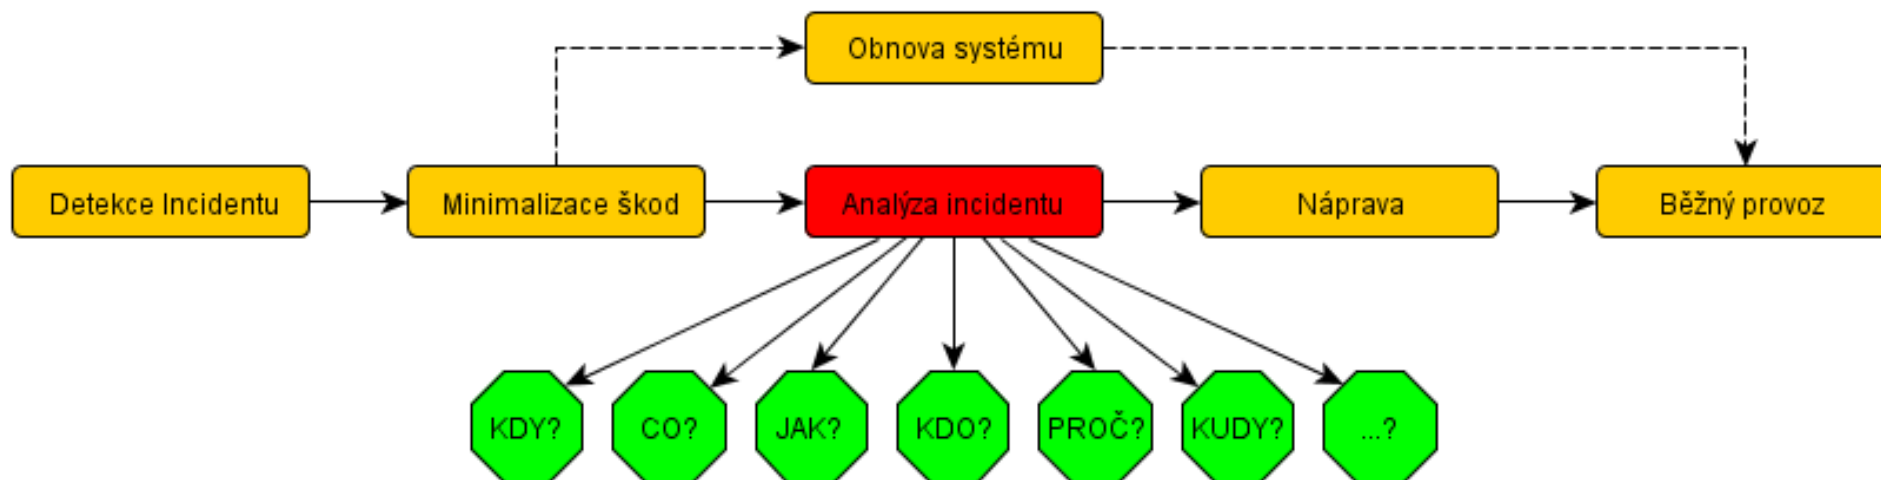 Obnova systému
Detekce Incidentu
Minimalizace škod
Analýza incidentu
Náprava
Běžný provoz
KDY?
CO?
JAK?
KDO?
PROČ?
KUDY?
...?